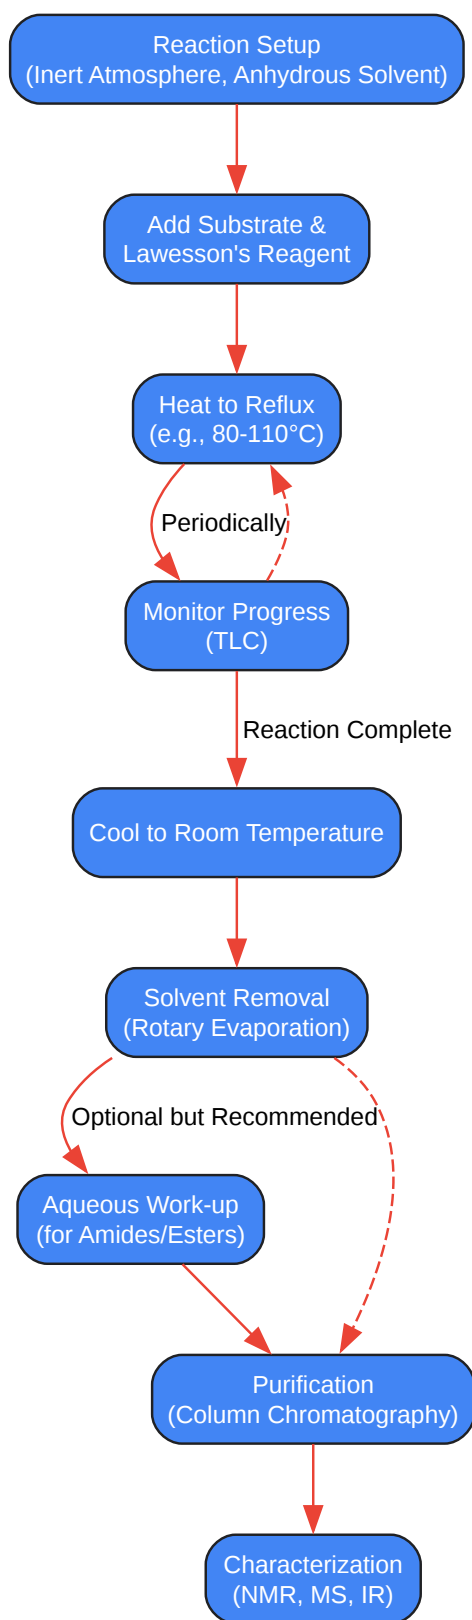 Reaction Setup
(Inert Atmosphere, Anhydrous Solvent)
Add Substrate &
Lawesson's Reagent
Heat to Reflux
(e.g., 80-110°C)
Periodically
Monitor Progress
(TLC)
Reaction Complete
Cool to Room Temperature
Solvent Removal
(Rotary Evaporation)
Optional but Recommended
Aqueous Work-up
(for Amides/Esters)
Purification
(Column Chromatography)
Characterization
(NMR, MS, IR)